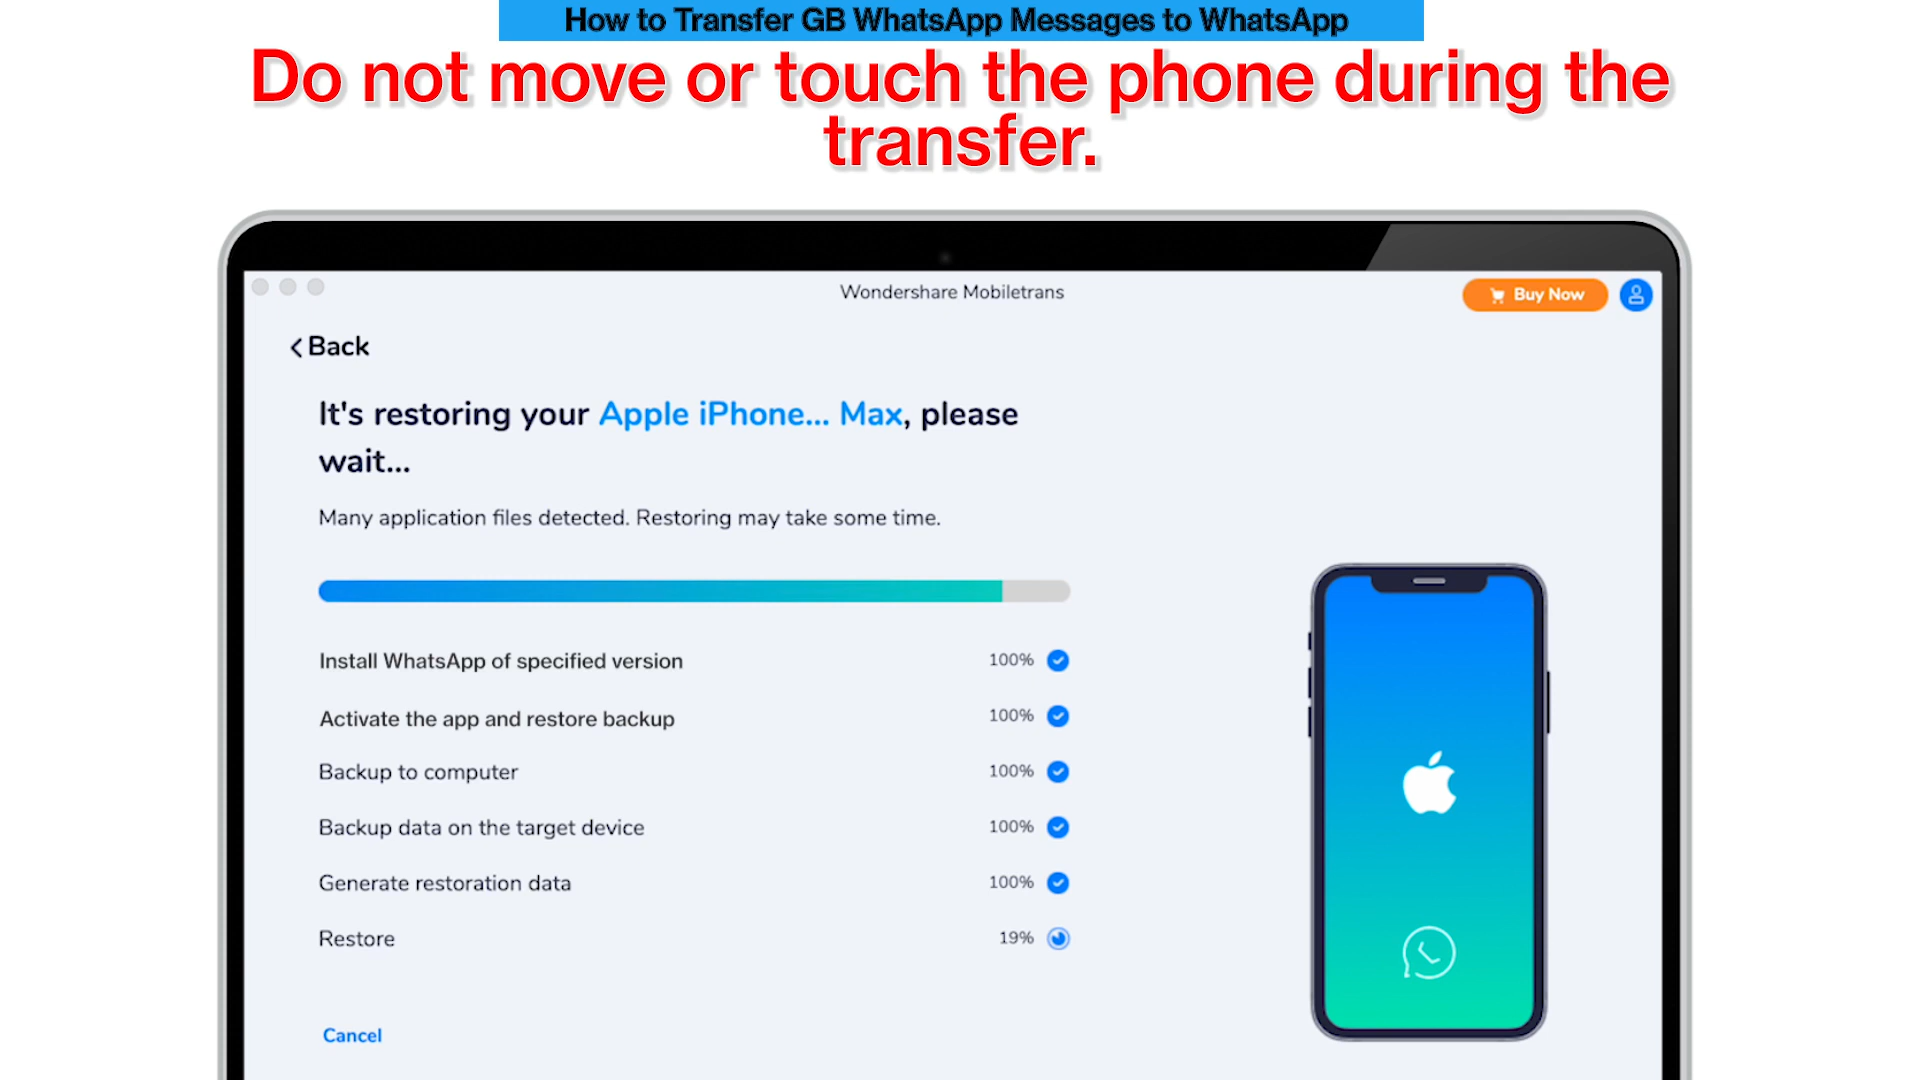 How to Transfer GB WhatsApp Messages to WhatsApp
Do not move or touch the phone during the
transfer.
Wondershare Mobiletrans
Buy Now
Back
It's restoring your Apple iPhone... Max, please
wait...
Many application files detected. Restoring may take some time.
Install WhatsApp of specified version 100%
Activate the app and restore backup 100%
Backup to computer 100%
Backup data on the target device 100%
Generate restoration data 100%
Restore 19%
Cancel